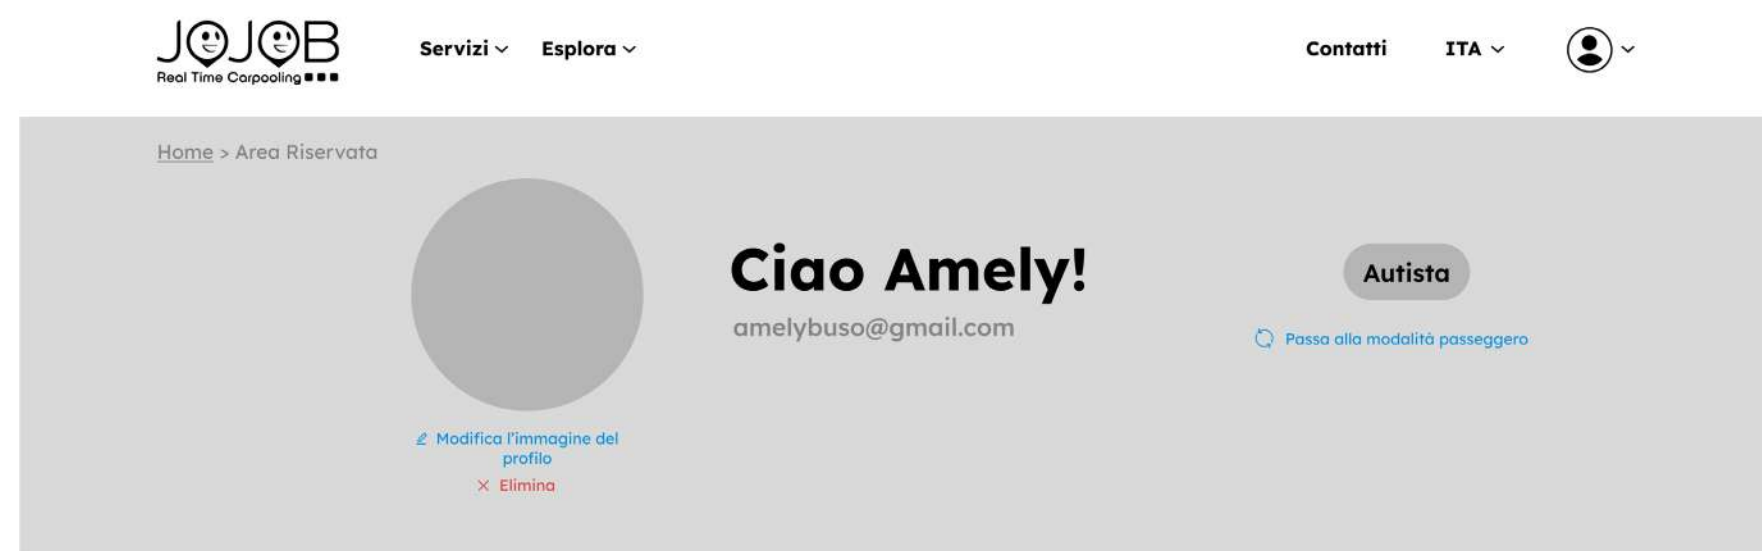 JOJOB
Real Time Carpooling
Servizi
Esplora
Contatti
ITA
Home > Area Riservata
Ciao Amely!
amelybuso@gmail.com
Autista
Passa alla modalità passeggero
Modifica l'immagine del
profilo
Elimina